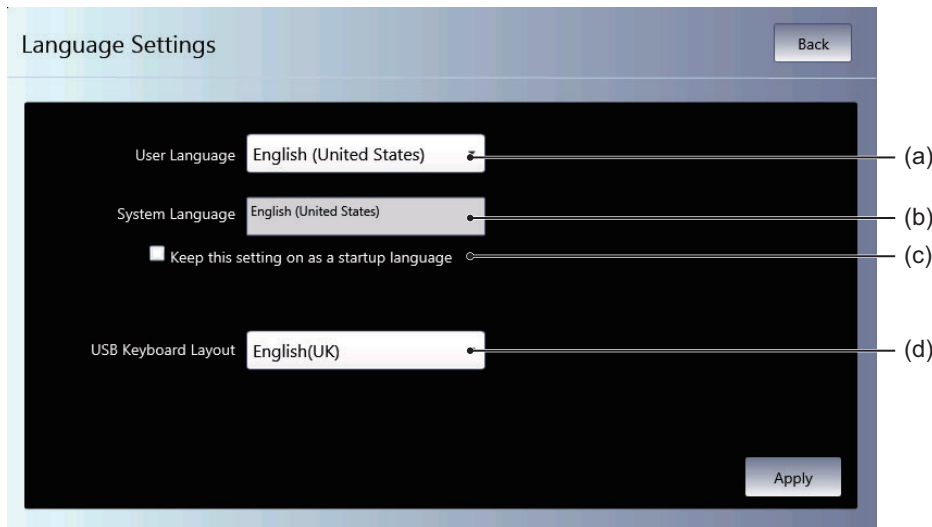 Language Settings
Back
User Language English (United States) (a)
System Language English (United States) (b)
Keep this setting on as a startup language (c)
USB Keyboard Layout English(UK) (d)
Apply